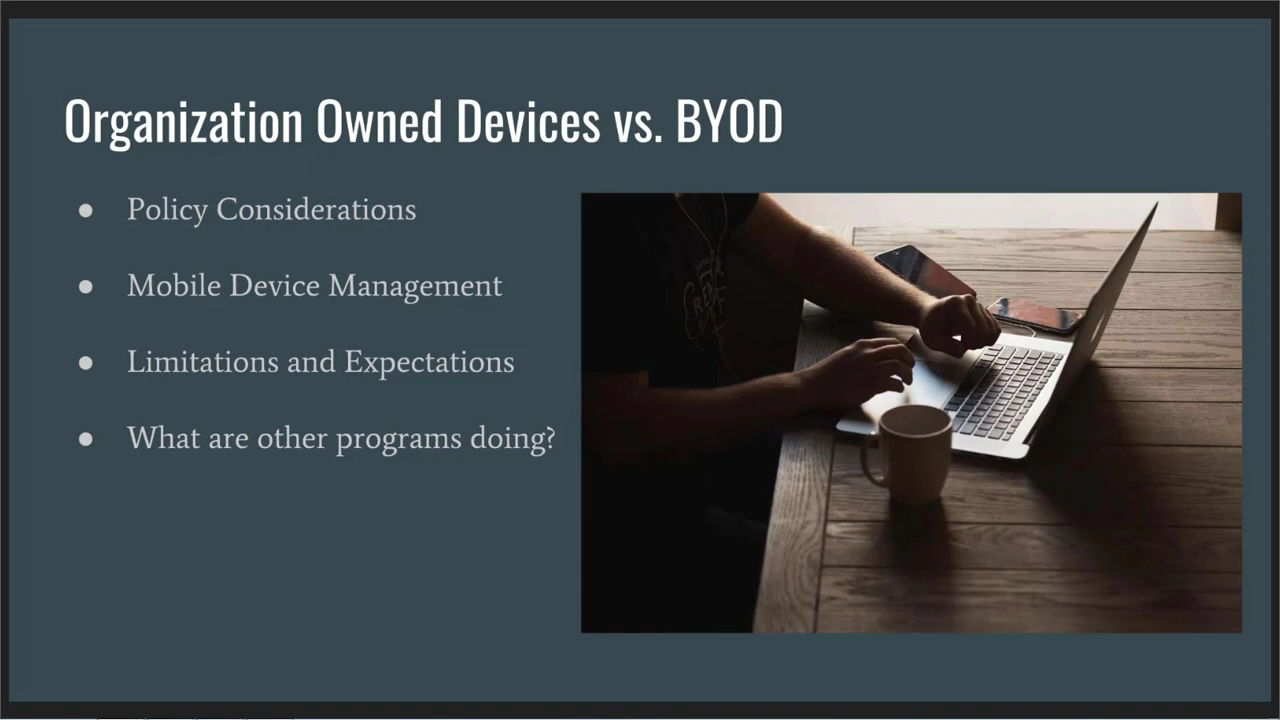 Organization Owned Devices vs. BYOD
● Policy Considerations
● Mobile Device Management
● Limitations and Expectations
● What are other programs doing?